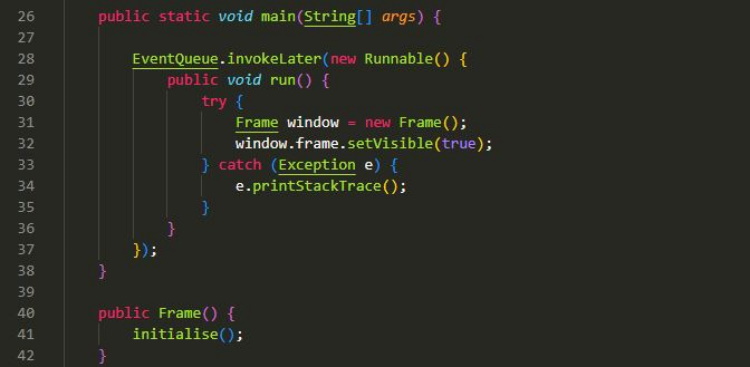 26 public static void main(String[] args) {
27
28 EventQueue.invokeLater(new Runnable() {
29 public void run() {
30 try {
31 Frame window = new Frame();
32 window.frame.setVisible(true);
33 } catch (Exception e) {
34 e.printStackTrace();
35 }
36 }
37 });
38 }
39
40 public Frame() {
41 initialise();
42 }